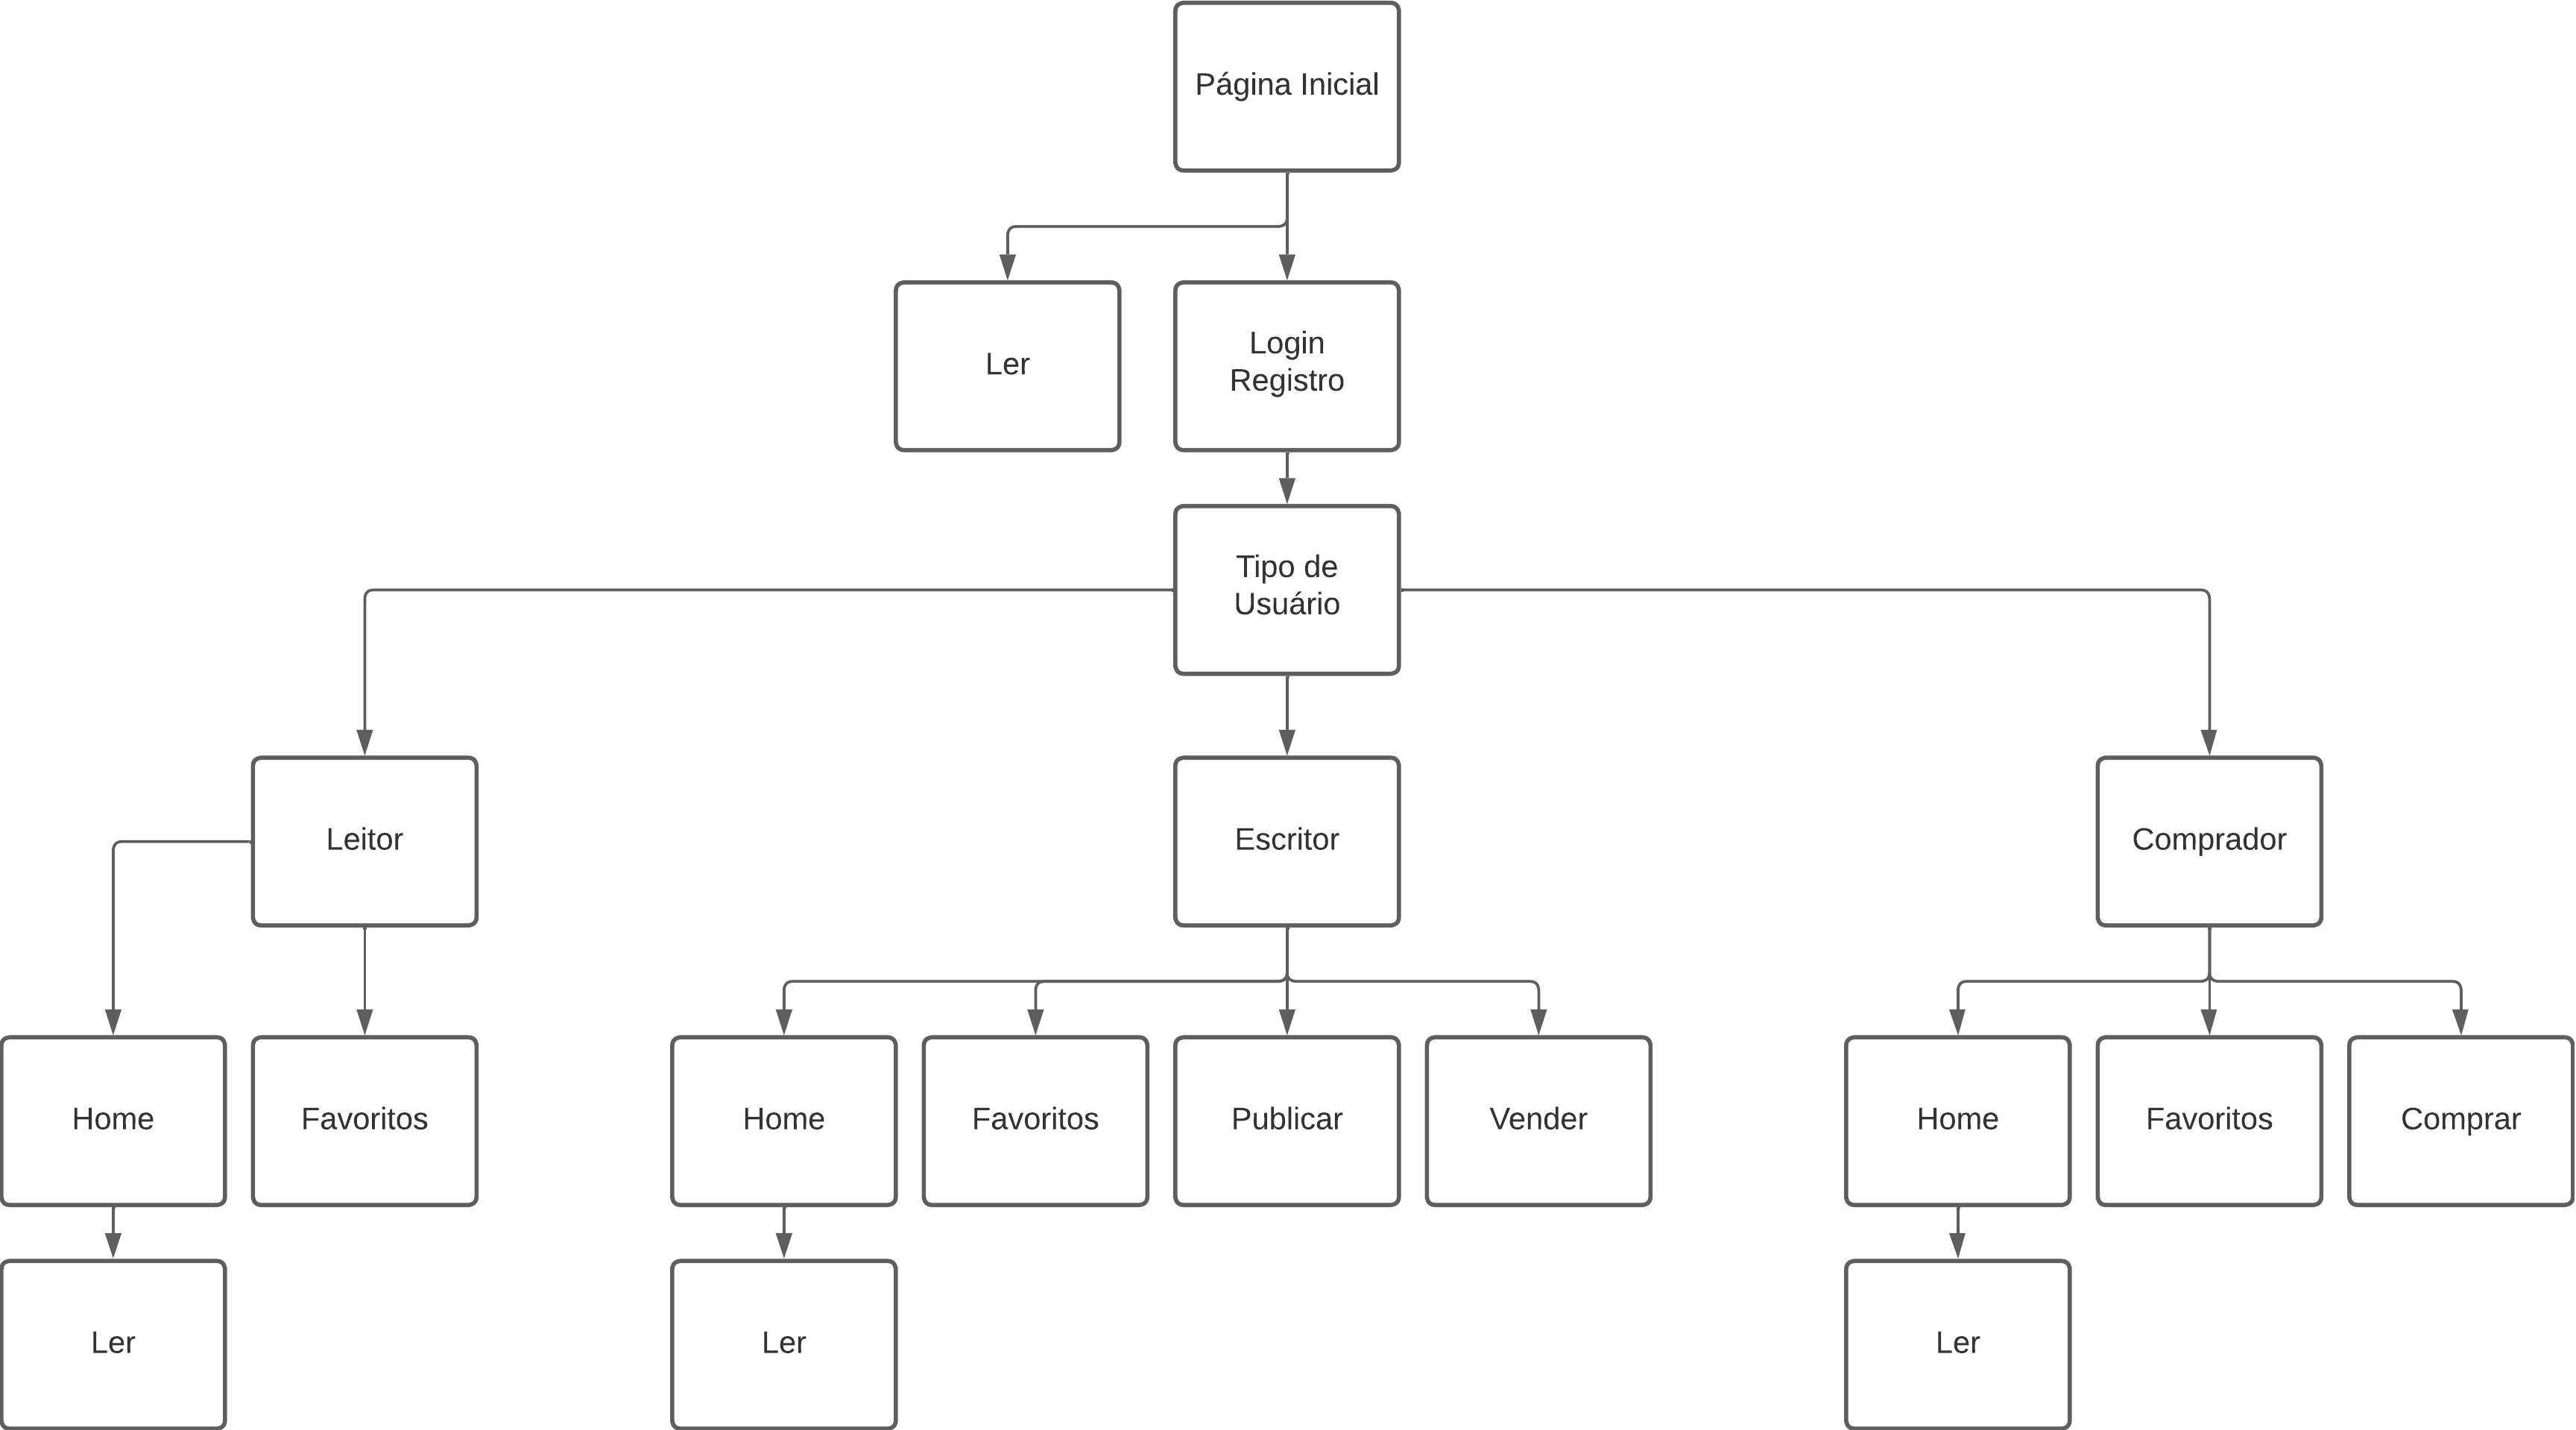 Página Inicial
Ler
Login
Registro
Tipo de
Usuário
Leitor
Escritor
Comprador
Home
Favoritos
Home
Favoritos
Publicar
Vender
Home
Favoritos
Comprar
Ler
Ler
Ler